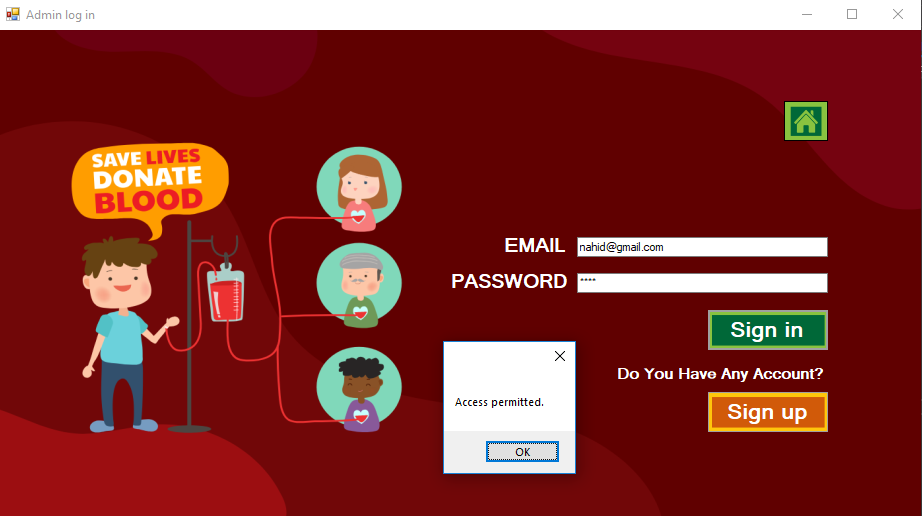 Admin log in
SAVE LIVES
DONATE
BLOOD
EMAIL nahid@gmail.com
PASSWORD ****
Sign in
Do You Have Any Account?
Sign up
Access permitted.
OK